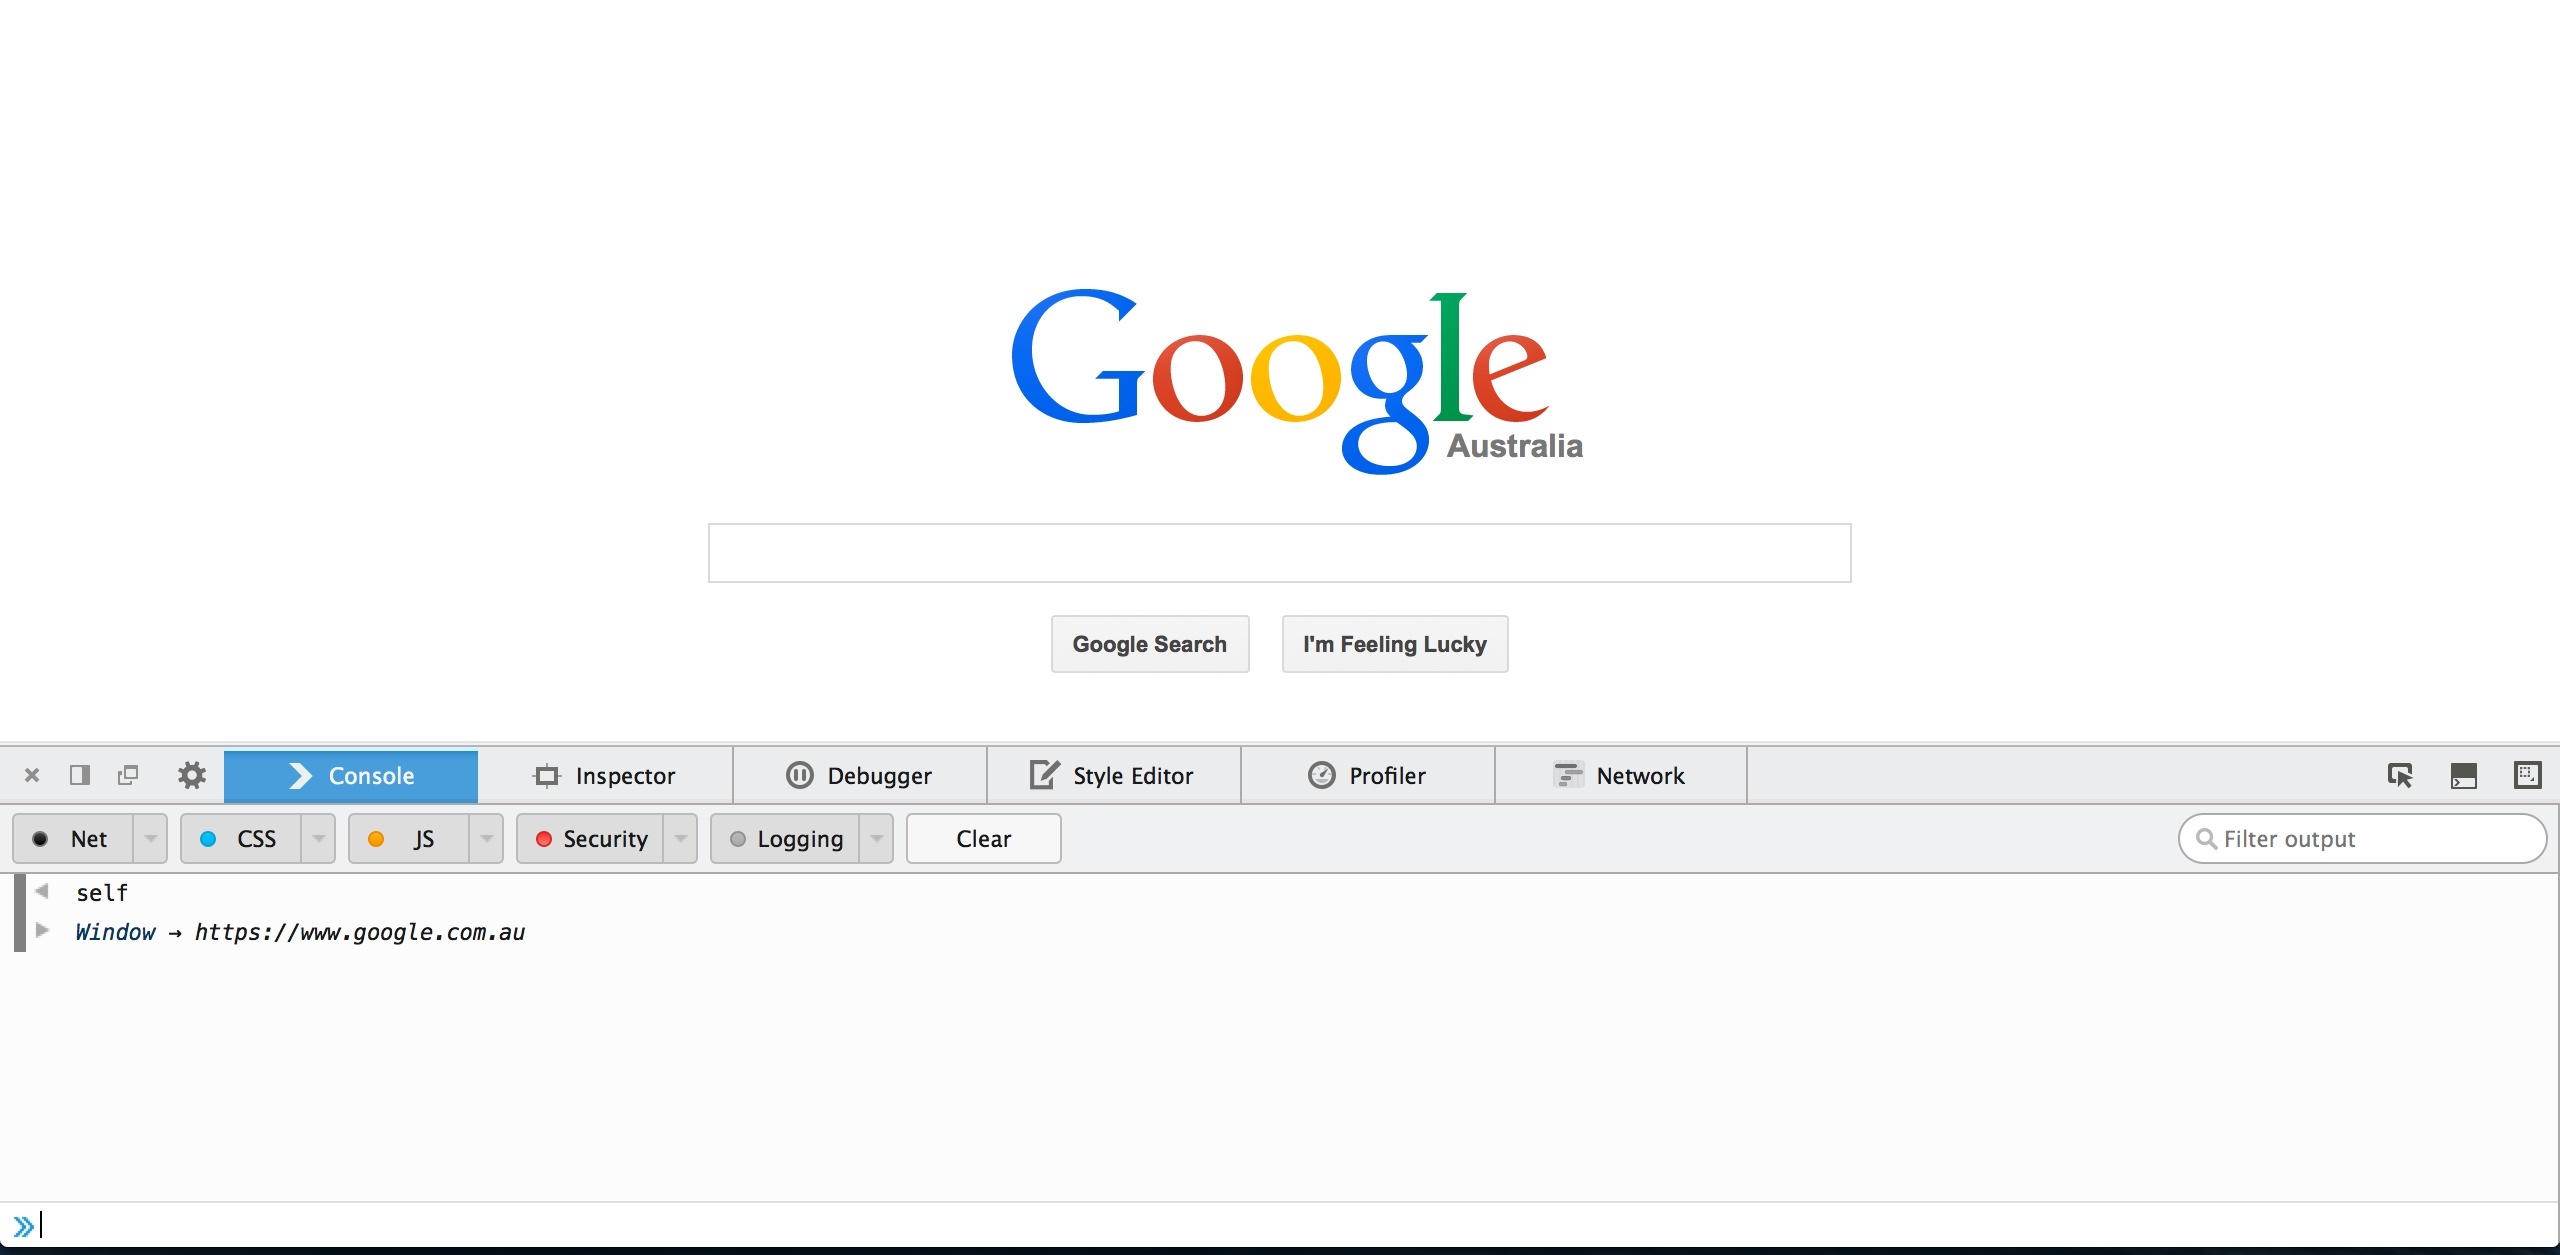 Google
Australia
Google Search I'm Feeling Lucky
Console Inspector Debugger Style Editor Profiler Network
Net CSS JS Security Logging Clear Filter output
self
Window → https://www.google.com.au